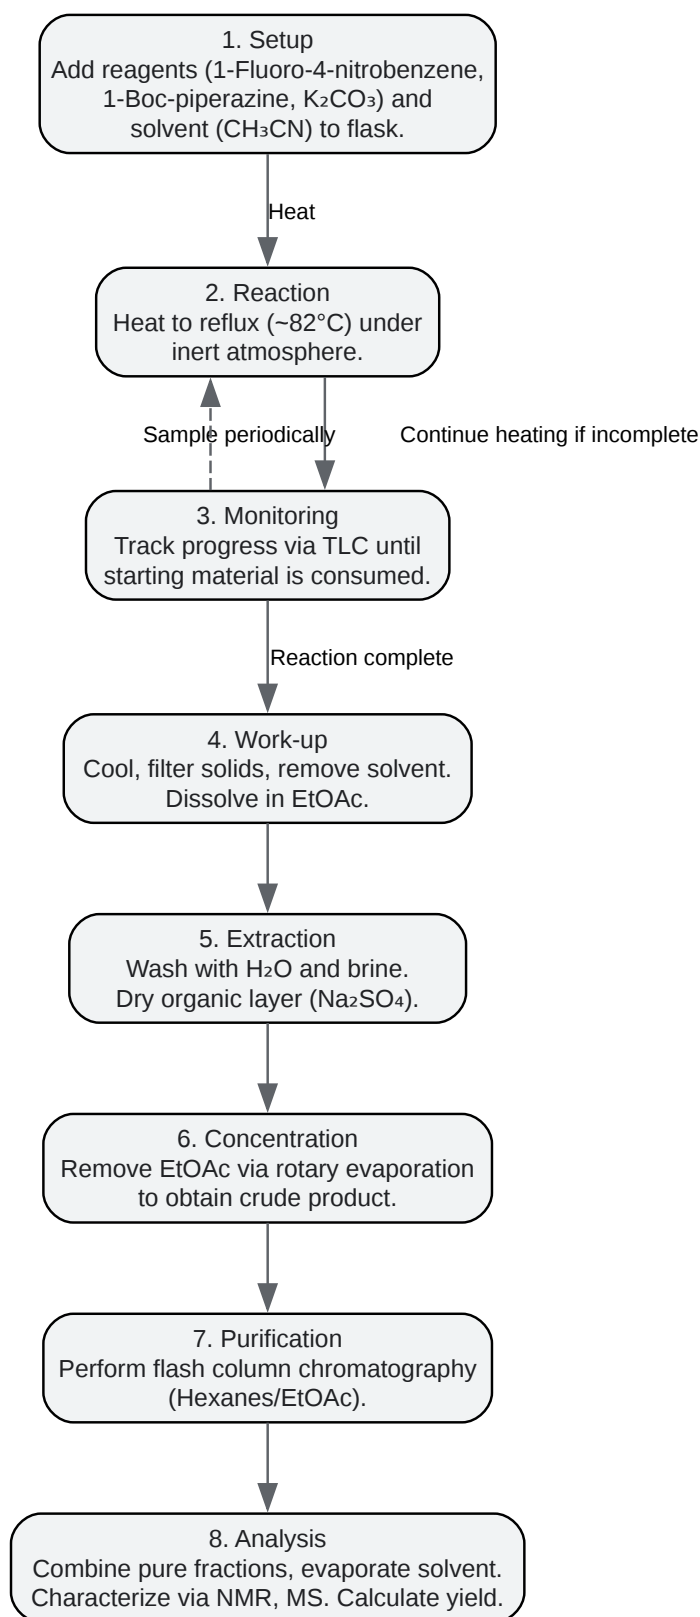 1. Setup
Add reagents (1-Fluoro-4-nitrobenzene,
1-Boc-piperazine, K₂CO₃) and
solvent (CH₃CN) to flask.
Heat
2. Reaction
Heat to reflux (~82°C) under
inert atmosphere.
Sample periodically
Continue heating if incomplete
3. Monitoring
Track progress via TLC until
starting material is consumed.
Reaction complete
4. Work-up
Cool, filter solids, remove solvent.
Dissolve in EtOAc.
5. Extraction
Wash with H₂O and brine.
Dry organic layer (Na₂SO₄).
6. Concentration
Remove EtOAc via rotary evaporation
to obtain crude product.
7. Purification
Perform flash column chromatography
(Hexanes/EtOAc).
8. Analysis
Combine pure fractions, evaporate solvent.
Characterize via NMR, MS. Calculate yield.